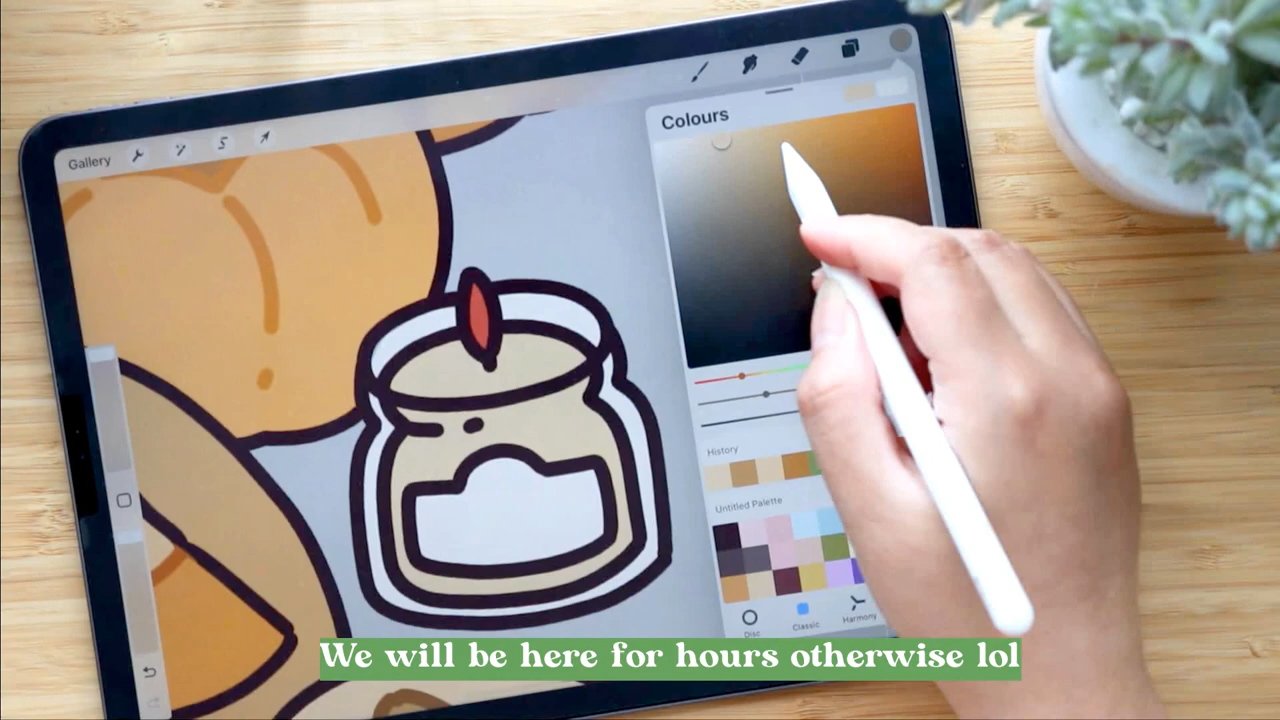 Gallery
S
Colours
History
Untitled Palette
Disc
Classic
Harmony
We will be here for hours otherwise lol